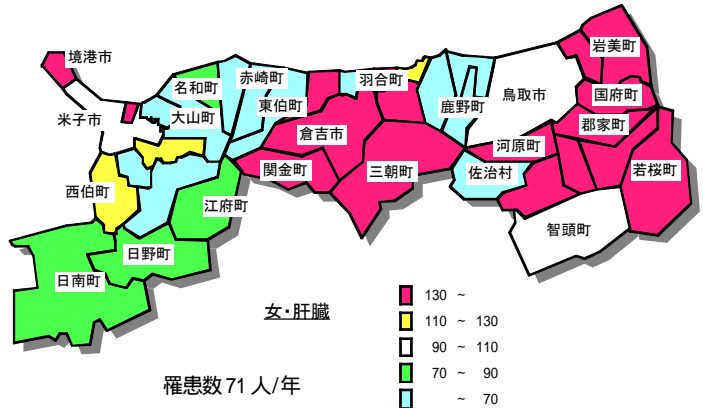 境港市
岩美町
名和町
赤崎町
羽合町
国府町
鹿野町
鳥取市
米子市
大山町
東伯町
郡家町
倉吉市
河原町
関金町
三朝町
佐治村
若桜町
西伯町
江府町
智頭町
日野町
日南町
女・肝臓
罹患数71人/年
130 ~
110 ~ 130
90 ~ 110
70 ~ 90
~ 70